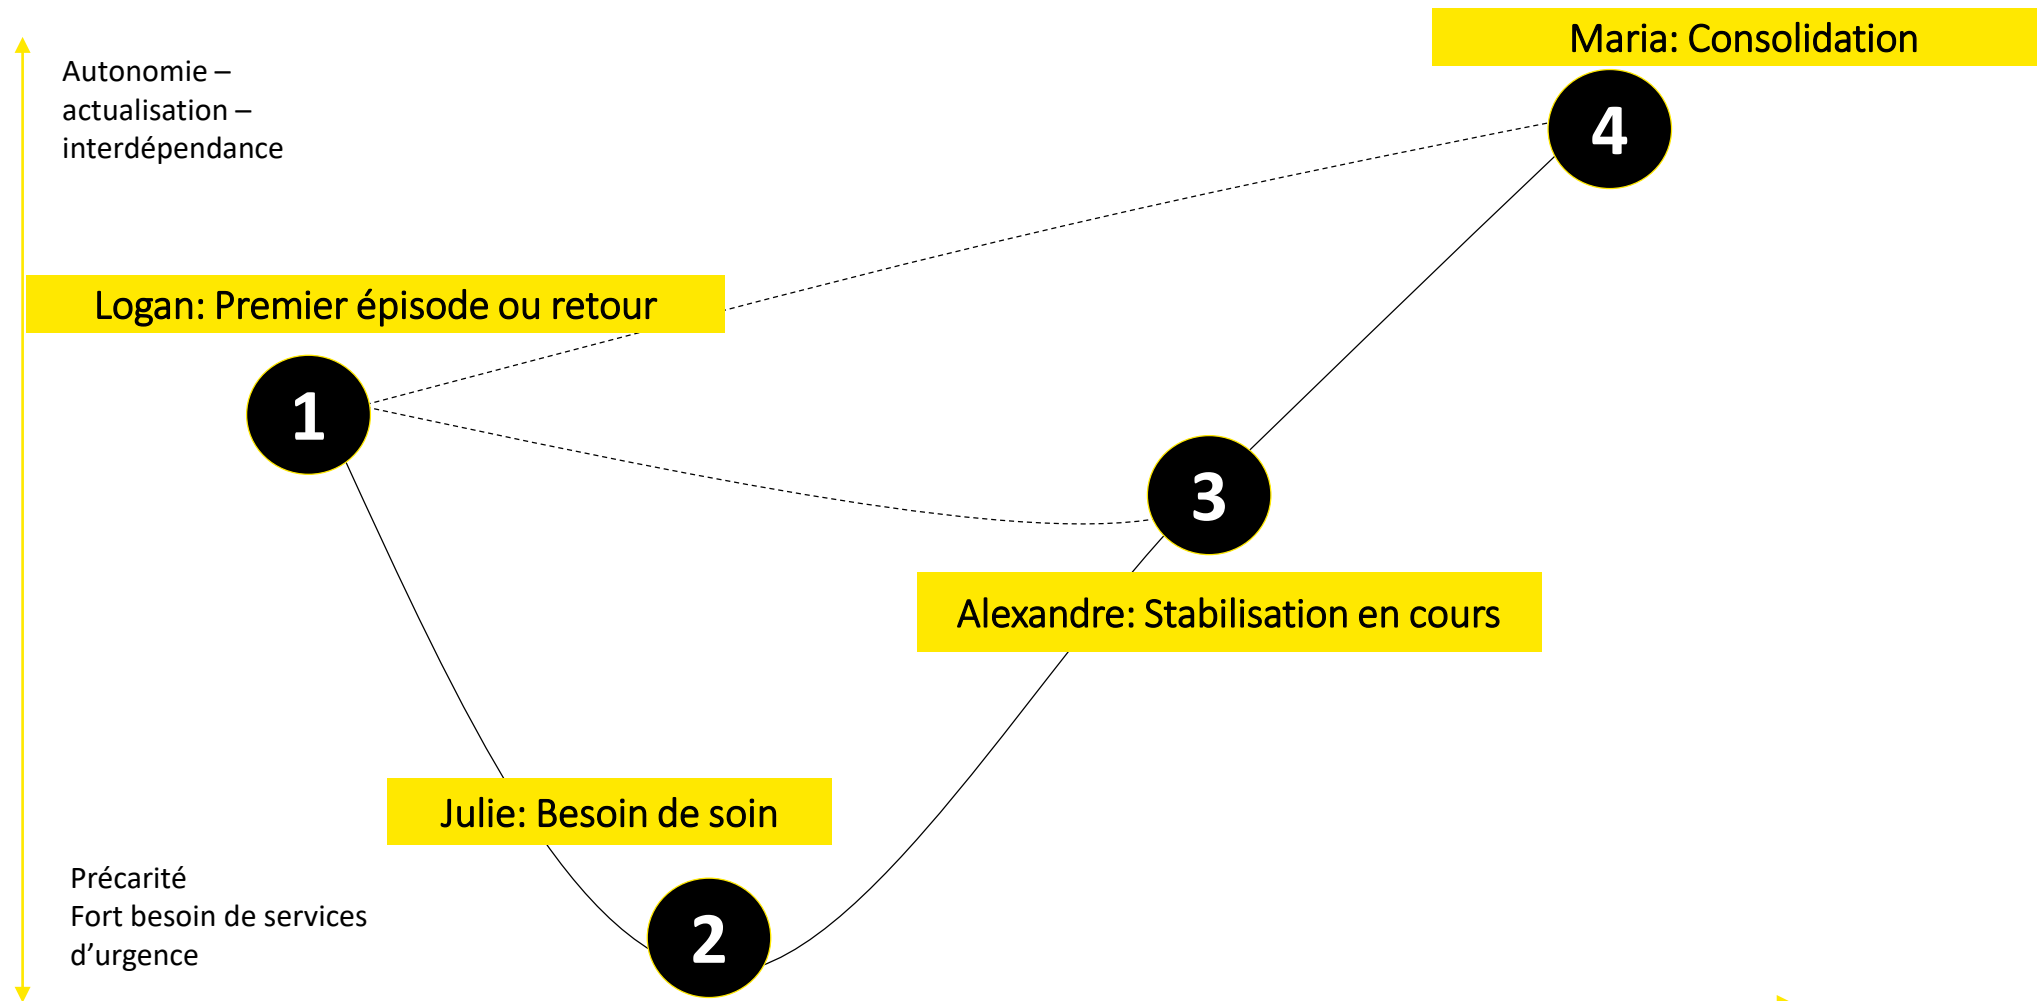 Maria: Consolidation
Autonomie –
actualisation –
interdépendance
4
Logan: Premier épisode ou retour
1
3
Alexandre: Stabilisation en cours
Julie: Besoin de soin
Précarité
Fort besoin de services
d’urgence
2